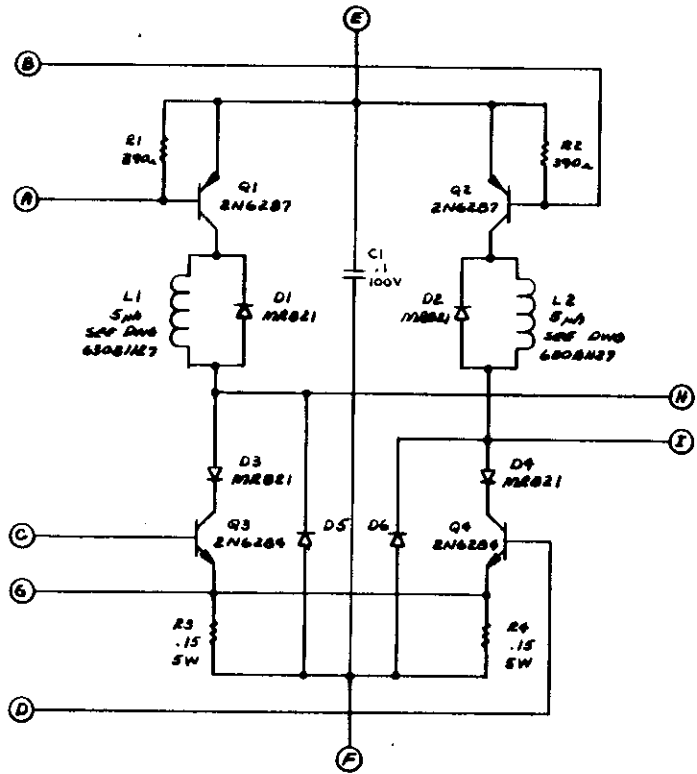 E
B
R1
390Ω
R2
390Ω
A
Q1
2N6287
Q2
2N6287
C1
.1
100V
L1
5µh
SEE DWG
D1
MR821
D2
MR821
L2
5µh
SEE DWG
H
I
D3
MR821
D4
MR821
C
Q3
2N6284
D5
D6
Q4
2N6284
G
R3
.15
5W
R4
.15
5W
D
F